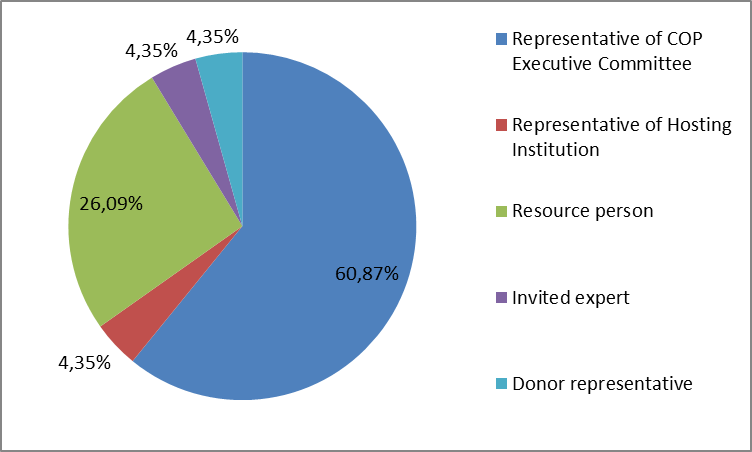 4,35%
4,35%
26,09%
60,87%
4,35%
Representative of COP
Executive Committee
Representative of Hosting
Institution
Resource person
Invited expert
Donor representative